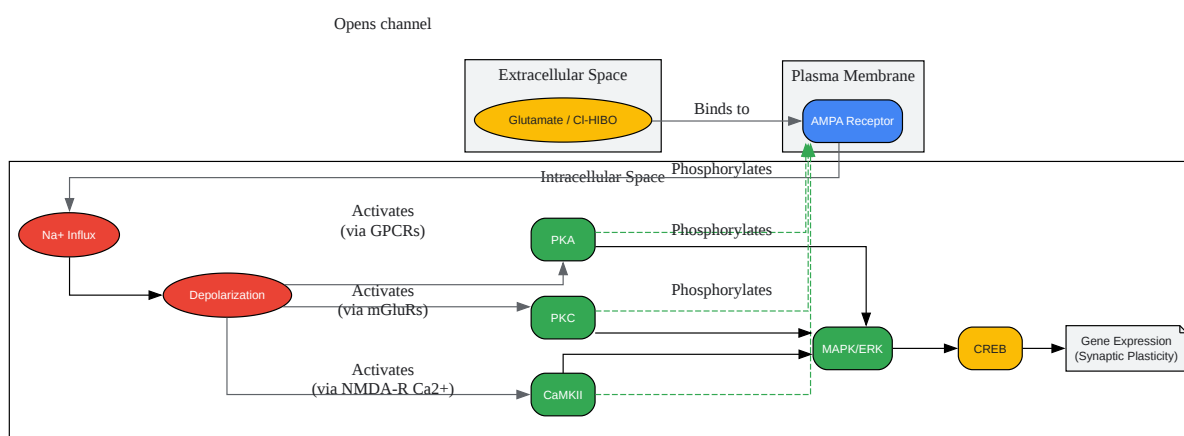 Opens channel
Extracellular Space
Plasma Membrane
Glutamate / Cl-HIBO
Binds to
AMPA Receptor
Phosphorylates
Intracellular Space
Na+ Influx
Activates
(via GPCRs)
PKA
Phosphorylates
Depolarization
Activates
(via mGluRs)
PKC
Phosphorylates
MAPK/ERK
CREB
Gene Expression
(Synaptic Plasticity)
Activates
(via NMDA-R Ca2+)
CaMKII